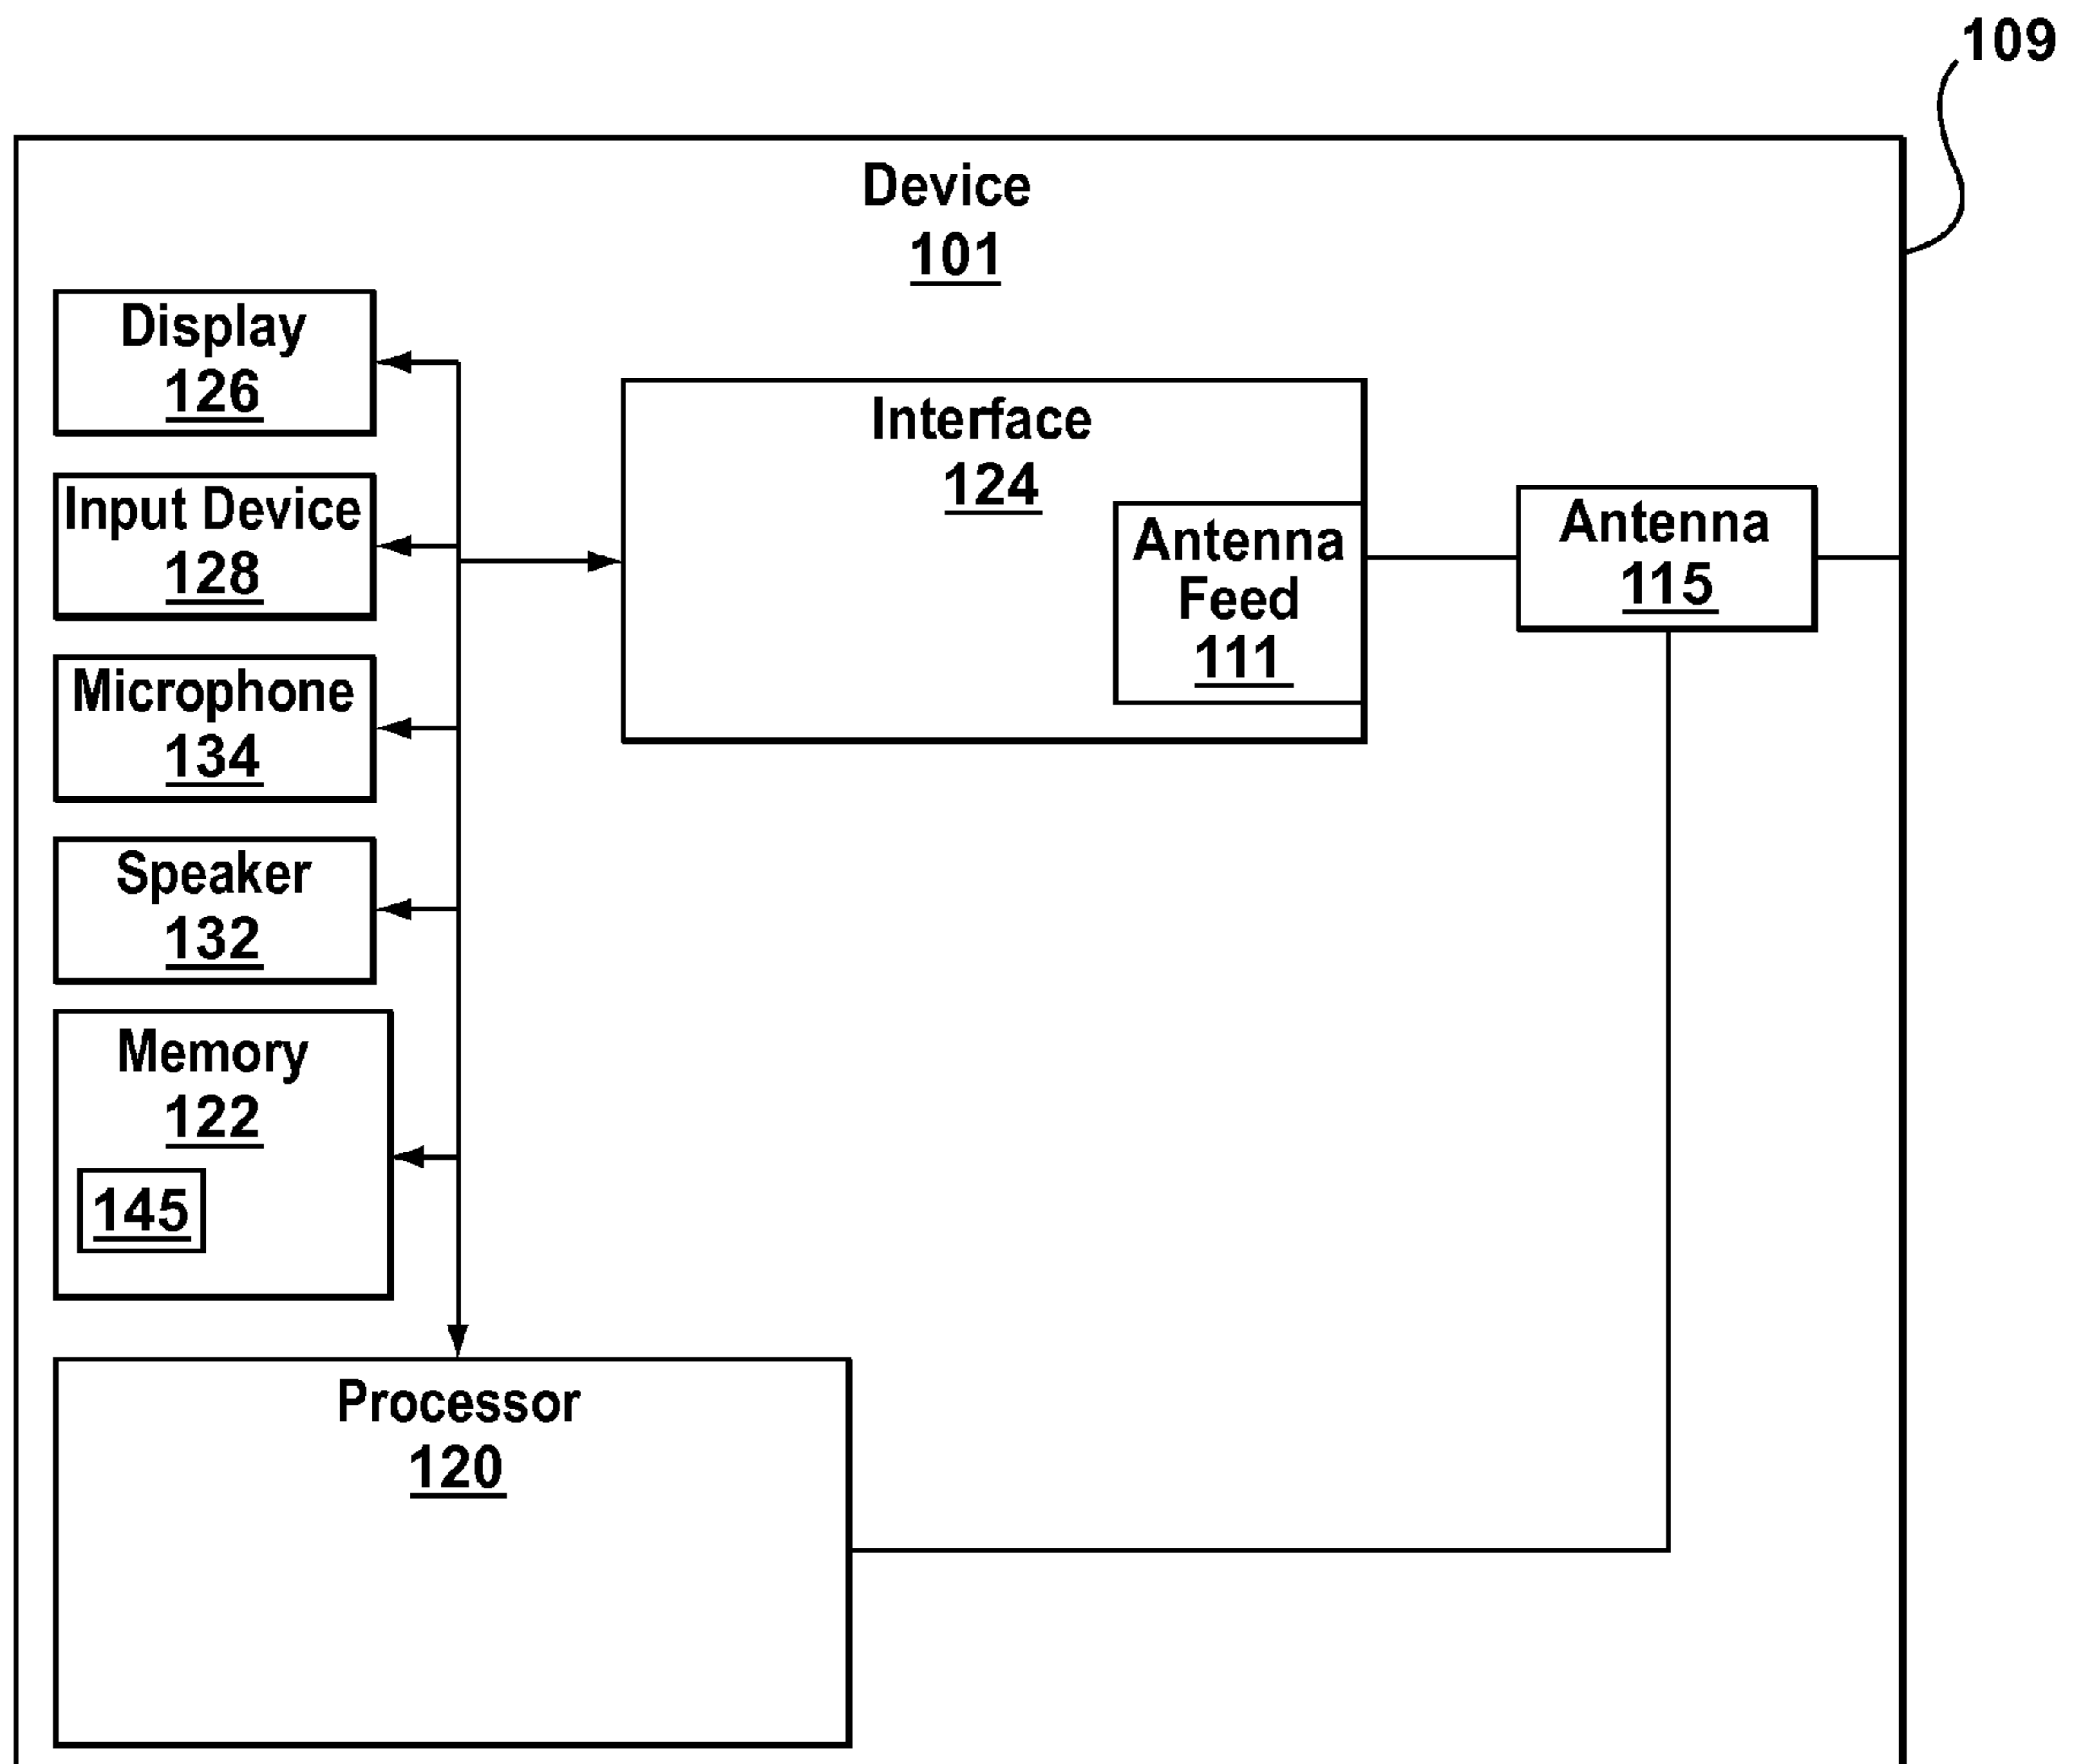 109
Device
101
Display
126
Input Device
128
Microphone
134
Speaker
132
Memory
122
145
Interface
124
Antenna
Feed
111
Antenna
115
Processor
120